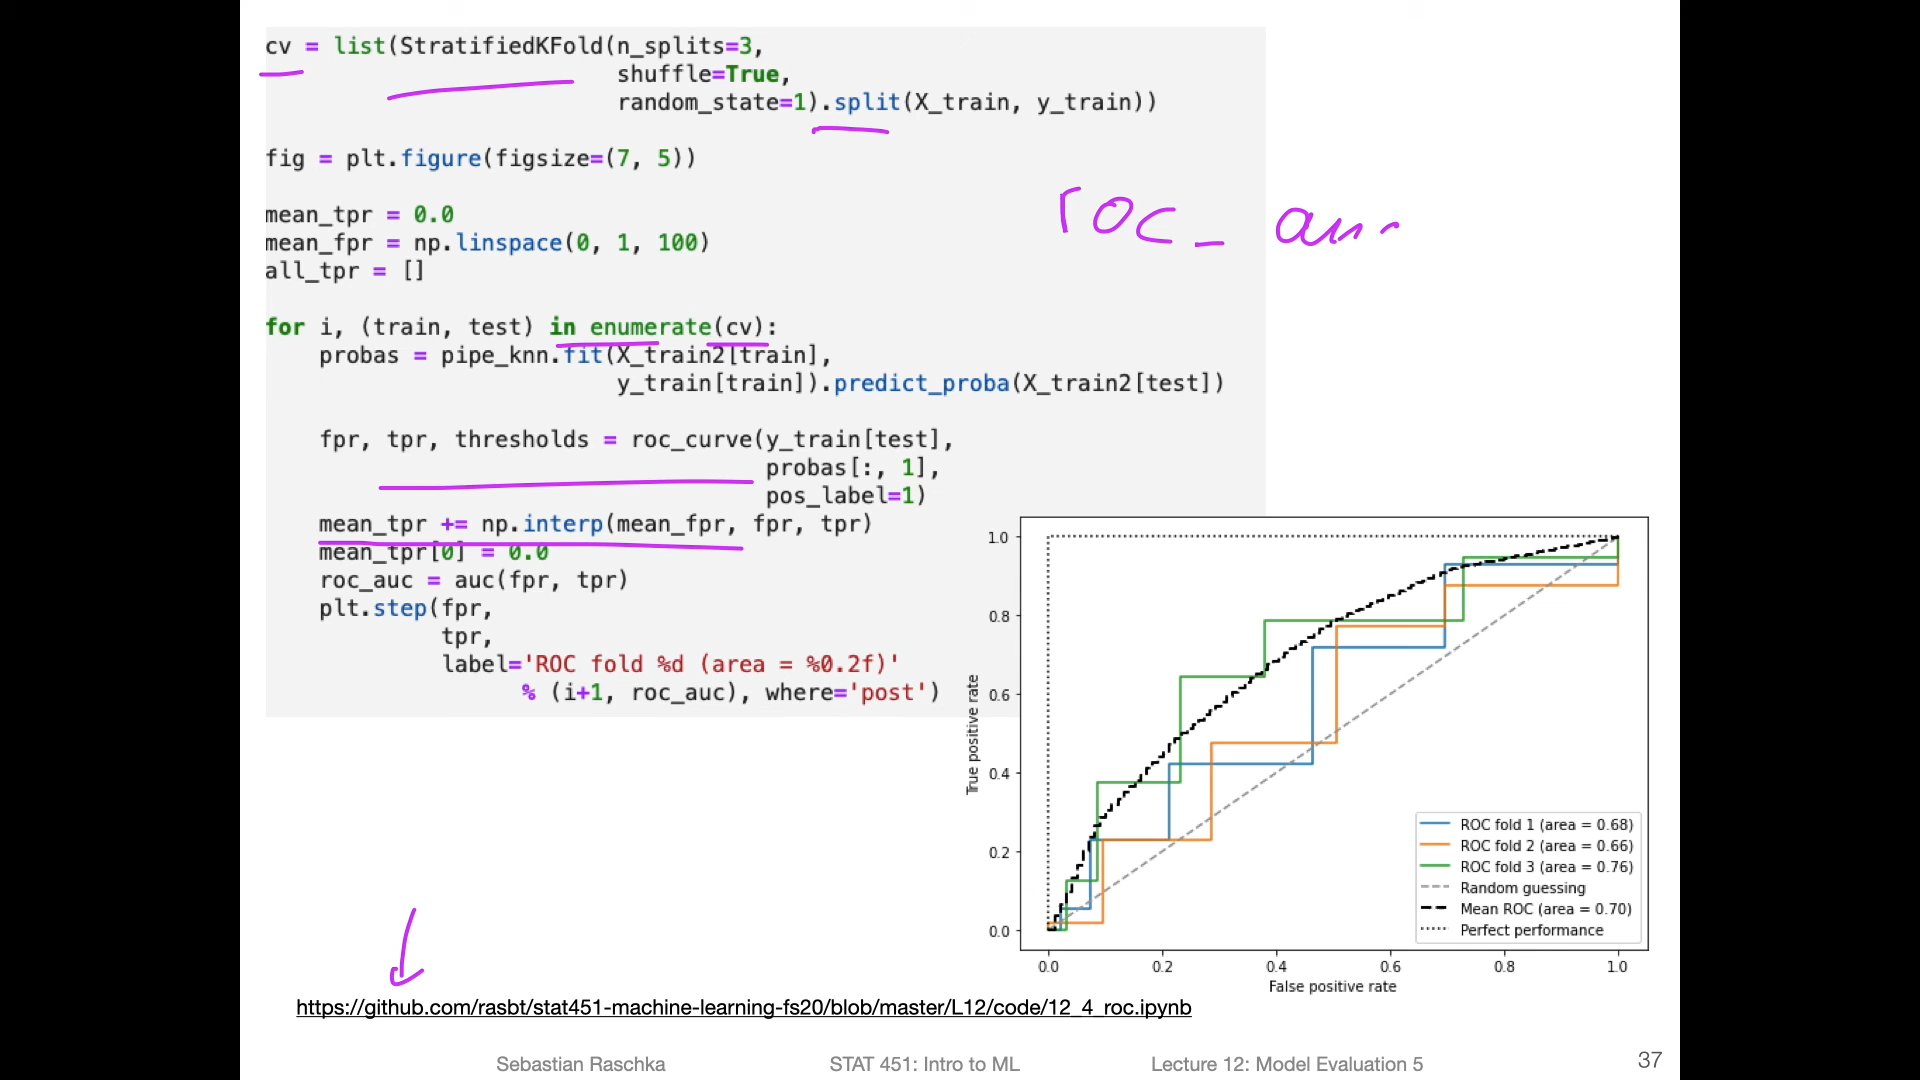 cv = list(StratifiedKFold(n_splits=3,
shuffle=True,
random_state=1).split(X_train, y_train))
fig = plt.figure(figsize=(7, 5))
mean_tpr = 0.0
mean_fpr = np.linspace(0, 1, 100)
all_tpr = []
for i, (train, test) in enumerate(cv):
probas = pipe_knn.fit(X_train2[train],
y_train[train]).predict_proba(X_train2[test])
fpr, tpr, thresholds = roc_curve(y_train[test],
probas[:, 1],
pos_label=1)
mean_tpr += np.interp(mean_fpr, fpr, tpr)
mean_tpr[0] = 0.0
roc_auc = auc(fpr, tpr)
plt.step(fpr,
tpr,
label='ROC fold %d (area = %0.2f)'
% (i+1, roc_auc), where='post')
roc_
True positive rate
1.0
0.8
0.6
0.4
0.2
0.0
ROC fold 1 (area = 0.68)
ROC fold 2 (area = 0.66)
ROC fold 3 (area = 0.76)
Random guessing
Mean ROC (area = 0.70)
Perfect performance
0.0 0.2 0.4 0.6 0.8 1.0
False positive rate
https://github.com/rasbt/stat451-machine-learning-fs20/blob/master/L12/code/12_4_roc.ipynb
Sebastian Raschka STAT 451: Intro to ML Lecture 12: Model Evaluation 5 37